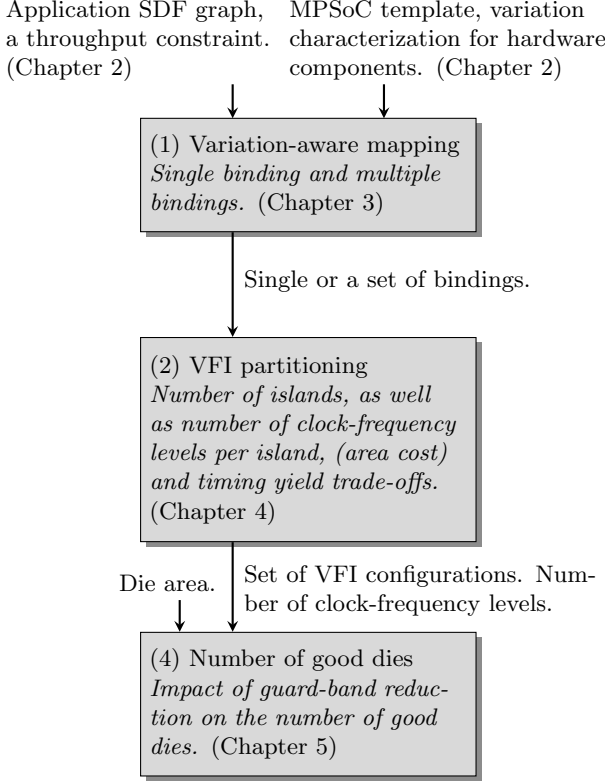 Application SDF graph,
a throughput constraint.
(Chapter 2)
MPSoC template, variation
characterization for hardware
components. (Chapter 2)
(1) Variation-aware mapping
Single binding and multiple
bindings. (Chapter 3)
Single or a set of bindings.
(2) VFI partitioning
Number of islands, as well
as number of clock-frequency
levels per island, (area cost)
and timing yield trade-offs.
(Chapter 4)
Die area.
Set of VFI configurations. Num-
ber of clock-frequency levels.
(4) Number of good dies
Impact of guard-band reduc-
tion on the number of good
dies. (Chapter 5)